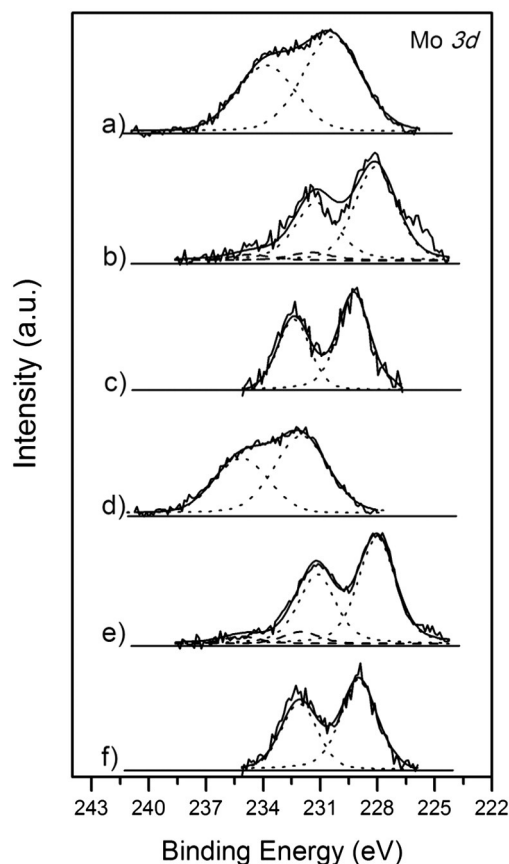 Mo 3d
a)
b)
c)
d)
e)
f)
Intensity (a.u.)
243 240 237 234 231 228 225 222
Binding Energy (eV)